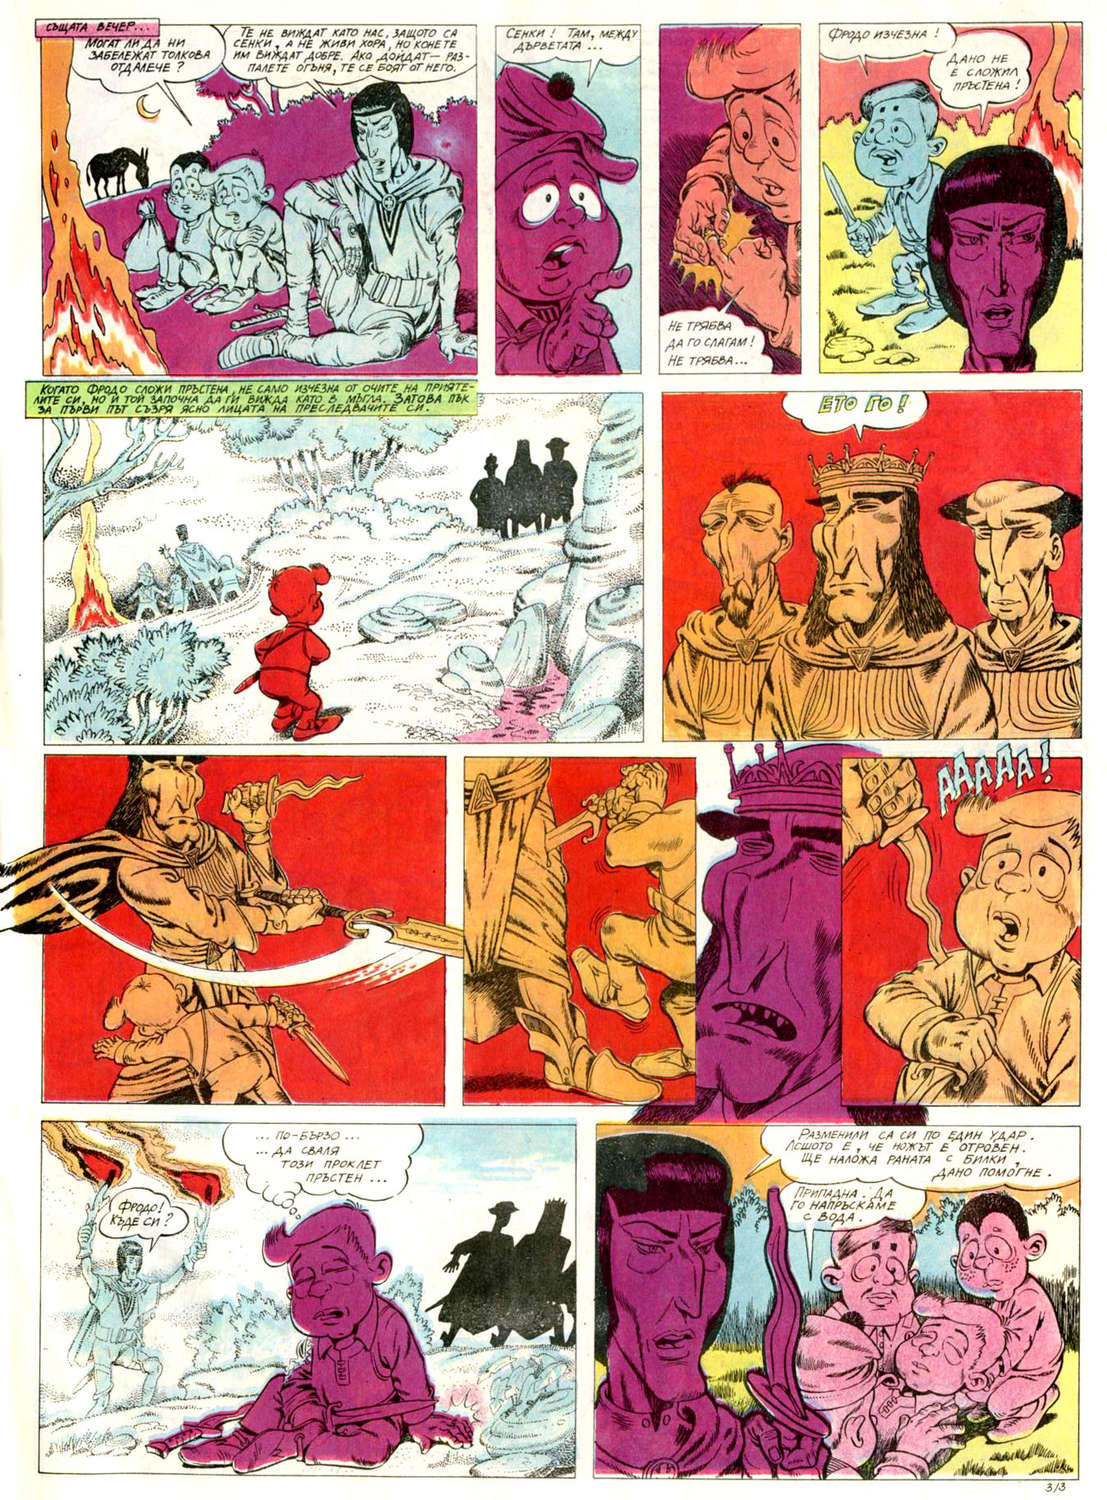 СЪЩАТА ВЕЧЕР...
МОГАТ ЛИ ДА НИ
ЗАБЕЛЕЖАТ ТОЛКОВА
ОТДАЛЕЧЕ?
ТЕ НЕ ВИЖДАТ КАТО НАС, ЗАЩОТО СА
СЕНКИ, А НЕ ЖИВИ ХОРА, НО КОНЕТЕ
ИМ ВИЖДАТ ДОБРЕ. АКО ДОЙДАТ — РАЗ-
ПАЛЕТЕ ОГЪНЯ, ТЕ СЕ БОЯТ ОТ НЕГО.
СЕНКИ! ТАМ, МЕЖДУ
ДЪРВЕТАТА...
НЕ ТРЯБВА
ДА ГО СЛАГАМ!
НЕ ТРЯБВА...
ФРОДО ИЗЧЕЗНА!
ДАНО НЕ
Е СЛОЖИЛ
ПРЪСТЕНА!
КОГАТО ФРОДО СЛОЖИ ПРЪСТЕНА, НЕ САМО ИЗЧЕЗНА ОТ ОЧИТЕ НА ПРИЯТЕ-
ЛИТЕ СИ, НО И ТОЙ ЗАПОЧНА ДА ГИ ВИЖДА КАТО В МЪГЛА. ЗАТОВА ПЪК
ЗА ПЪРВИ ПЪТ СЪЗРЯ ЯСНО ЛИЦАТА НА ПРЕСЛЕДВАЧИТЕ СИ.
ЕТО ГО!
АААААА!
ФРОДО!
КЪДЕ СИ?
... ПО-БЪРЗО ...
... ДА СВАЛЯ
ТОЗИ ПРОКЛЕТ
ПРЪСТЕН ...
РАЗМЕНИЛИ СА СИ ПО ЕДИН УДАР.
ЛОШОТО Е, ЧЕ НОЖЪТ Е ОТРОВЕН.
ЩЕ НАЛОЖА РАНАТА С БИЛКИ,
ДАНО ПОМОГНЕ.
ПРИПАДНА. ДА
ГО НАПРЪСКАМЕ
С ВОДА.
3/3